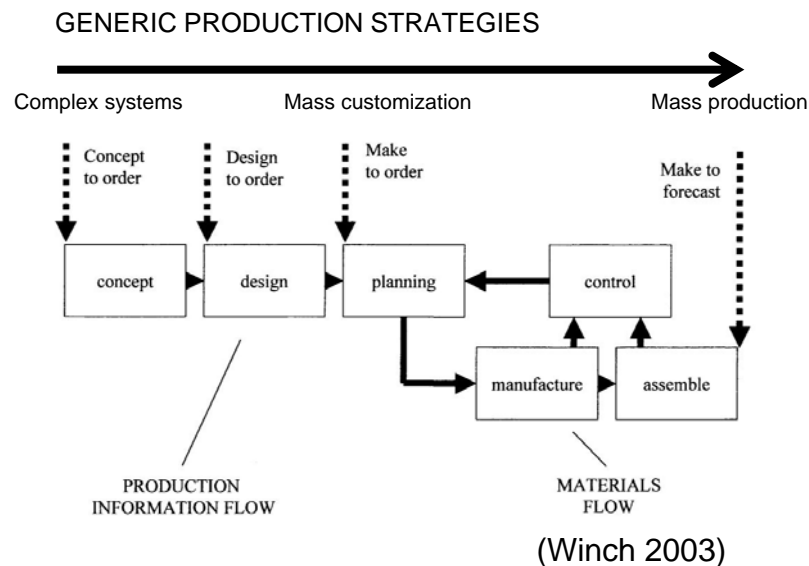 GENERIC PRODUCTION STRATEGIES
Complex systems
Mass customization
Mass production
Concept
to order
Design
to order
Make
to order
Make to
forecast
concept
design
planning
control
manufacture
assemble
PRODUCTION
INFORMATION FLOW
MATERIALS
FLOW
(Winch 2003)